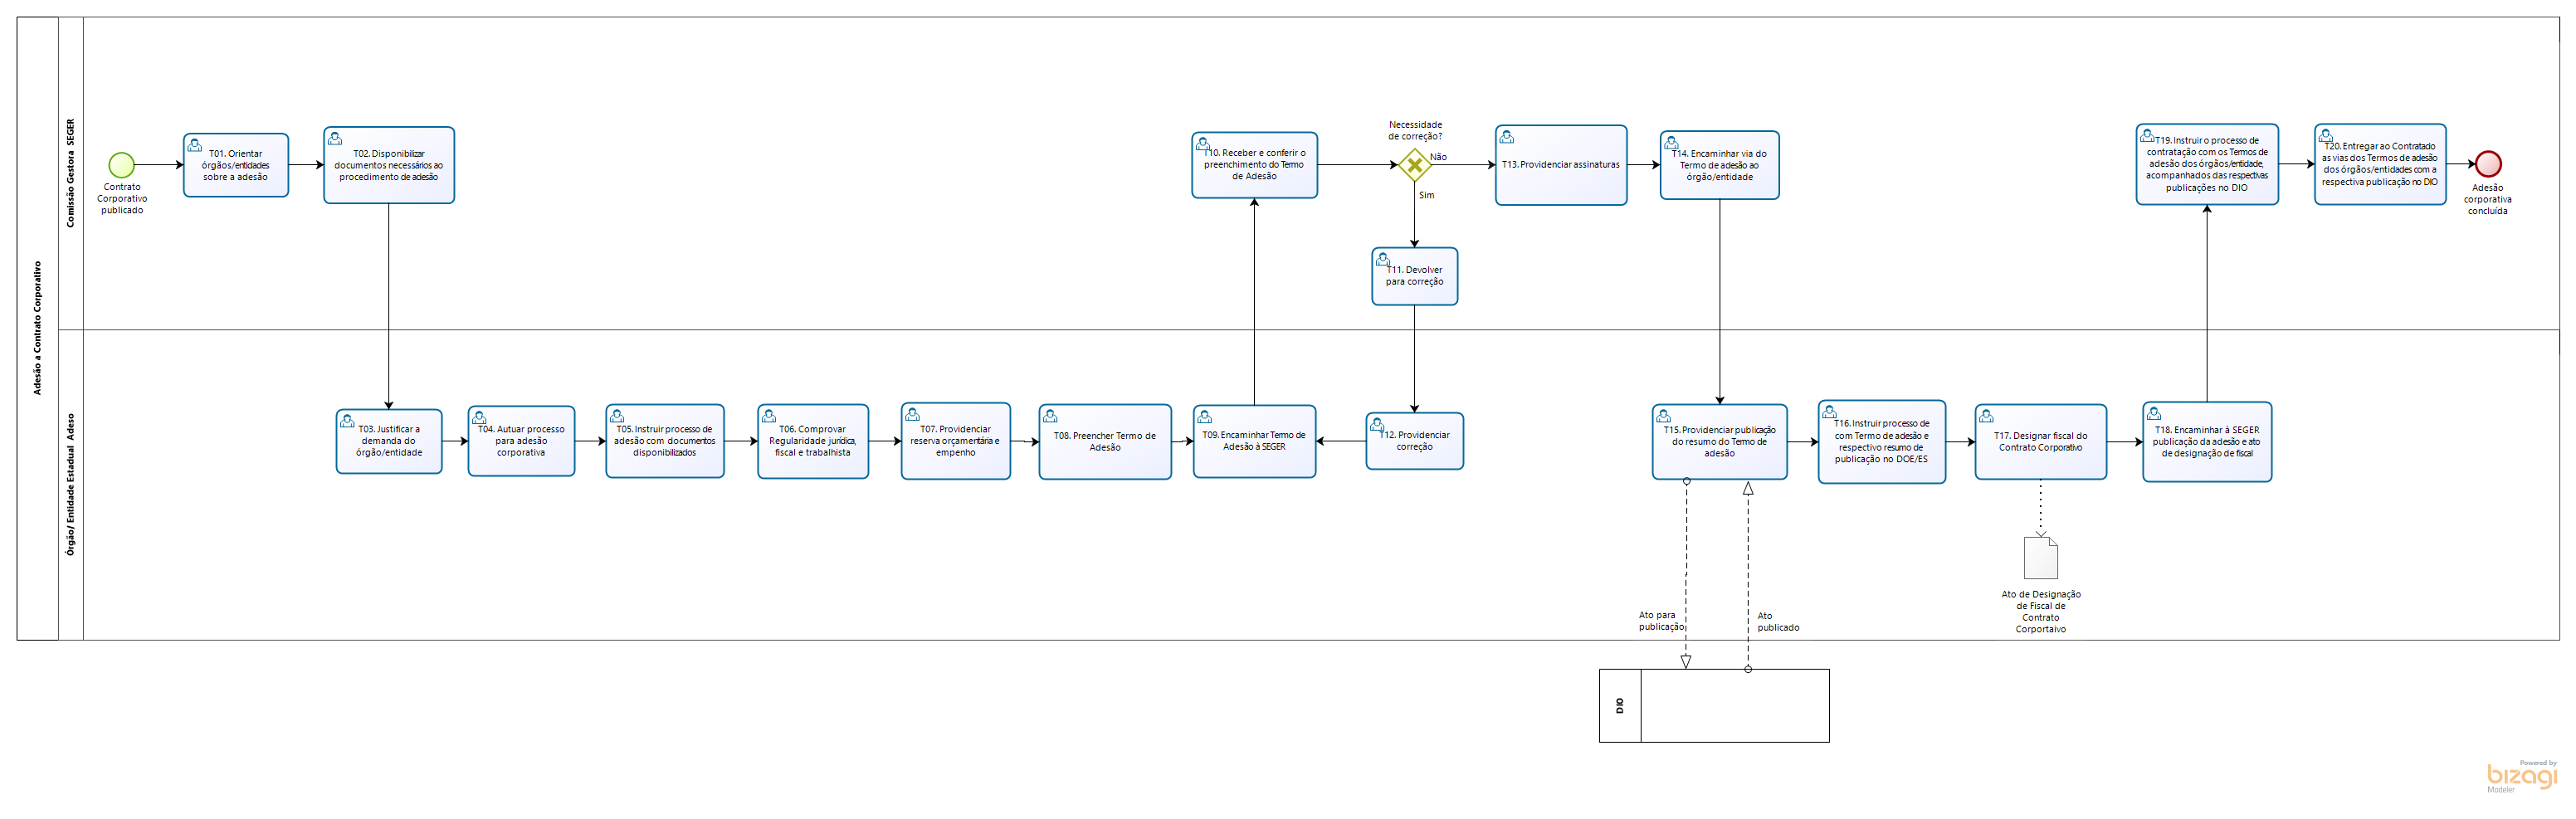 Adesão a Contrato Corporativo
Comissão Gestora SEGER
Contrato
Corporativo
publicado
T01. Orientar
órgãos/entidades
sobre a adesão
T02. Disponibilizar
documentos necessários ao
procedimento de adesão
T10. Receber e conferir o
preenchimento do Termo
de Adesão
Necessidade
de correção?
Não
Sim
T11. Devolver
para correção
T13. Providenciar assinaturas
T14. Encaminhar via do
Termo de adesão ao
órgão/entidade
T19. Instruir o processo de
contratação com os Termos de
adesão dos órgãos/entidade,
acompanhados das respectivas
publicações no DIO
T20. Entregar ao Contratado
as vias dos Termos de adesão
dos órgãos/entidades com a
respectiva publicação no DIO
Adesão
corporativa
concluída
Órgão/ Entidade Estadual Adeso
T03. Justificar a
demanda do
órgão/entidade
T04. Autuar processo
para adesão
corporativa
T05. Instruir processo de
adesão com documentos
disponibilizados
T06. Comprovar
Regularidade jurídica,
fiscal e trabalhista
T07. Providenciar
reserva orçamentária e
empenho
T08. Preencher Termo de
Adesão
T09. Encaminhar Termo de
Adesão à SEGER
T12. Providenciar
correção
T15. Providenciar publicação
do resumo do Termo de
adesão
T16. Instruir processo de
com Termo de adesão e
respectivo resumo de
publicação no DOE/ES
T17. Designar fiscal do
Contrato Corporativo
T18. Encaminhar à SEGER
publicação da adesão e ato
de designação de fiscal
Ato de Designação
de Fiscal de
Contrato
Corportaivo
Ato para
publicação
Ato
publicado
DIO
Powered by
bizagi
Modeler